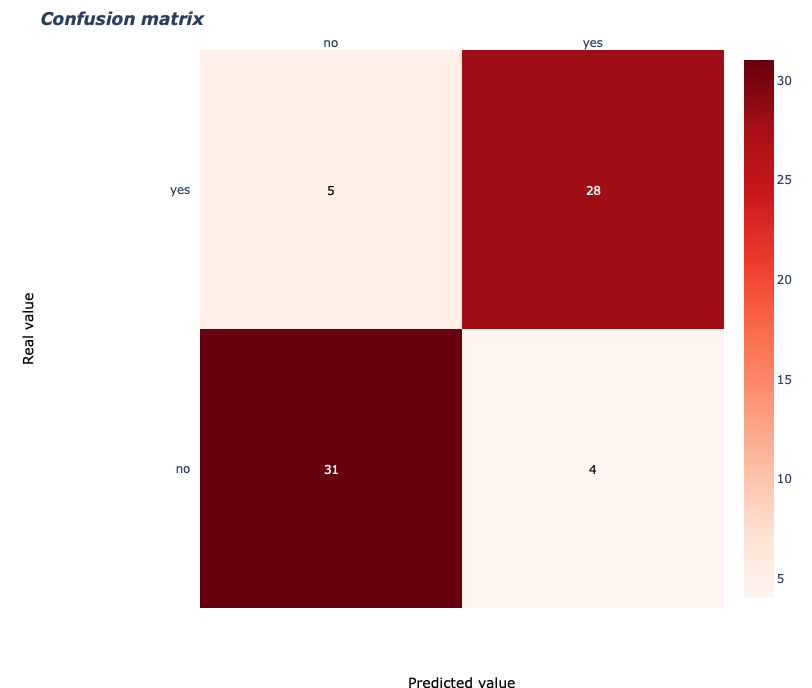 Confusion matrix
no yes
30
25
yes 5 28
20
Real value
15
no 31 4
10
5
Predicted value